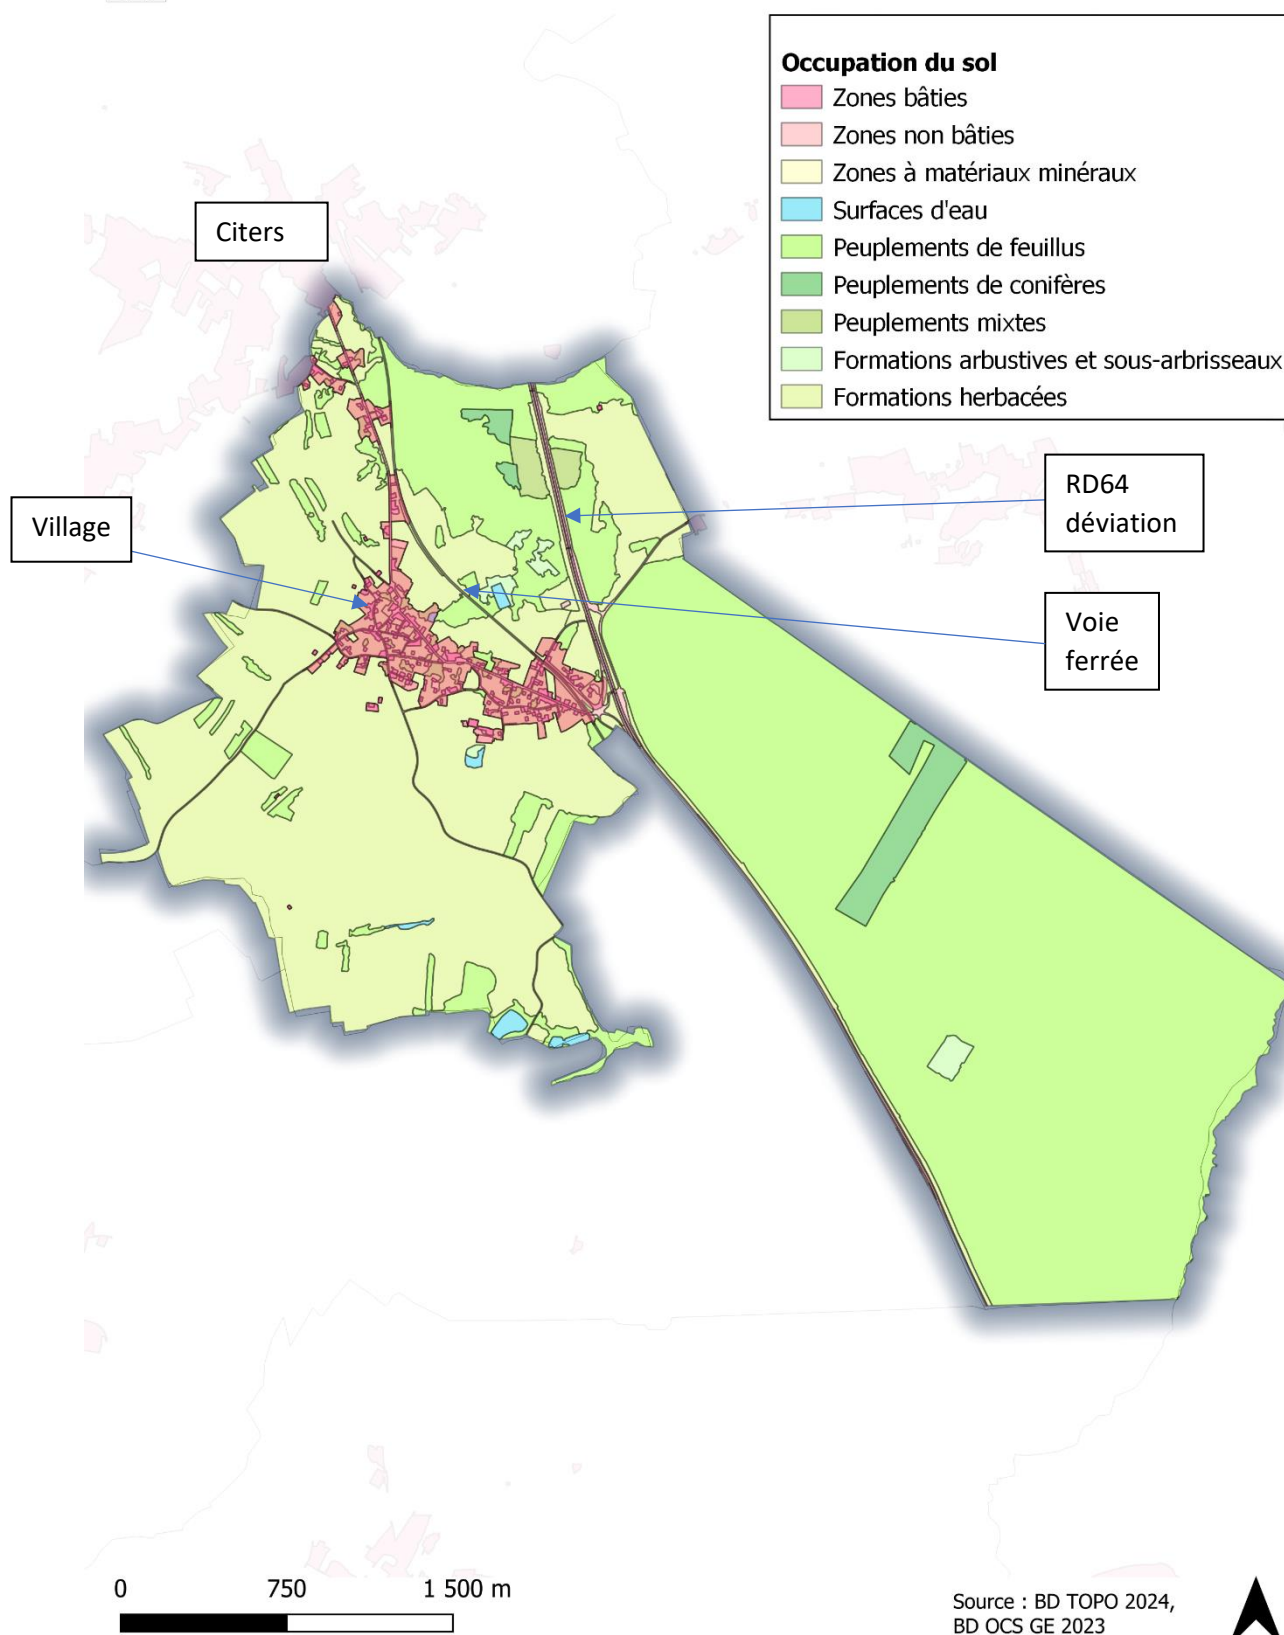 Occupation du sol
Zones bâties
Zones non bâties
Zones à matériaux minéraux
Surfaces d'eau
Peuplements de feuillus
Peuplements de conifères
Peuplements mixtes
Formations arbustives et sous-arbrisseaux
Formations herbacées
Citers
RD64
déviation
Village
Voie
ferrée
0 750 1 500 m
Source : BD TOPO 2024,
BD OCS GE 2023